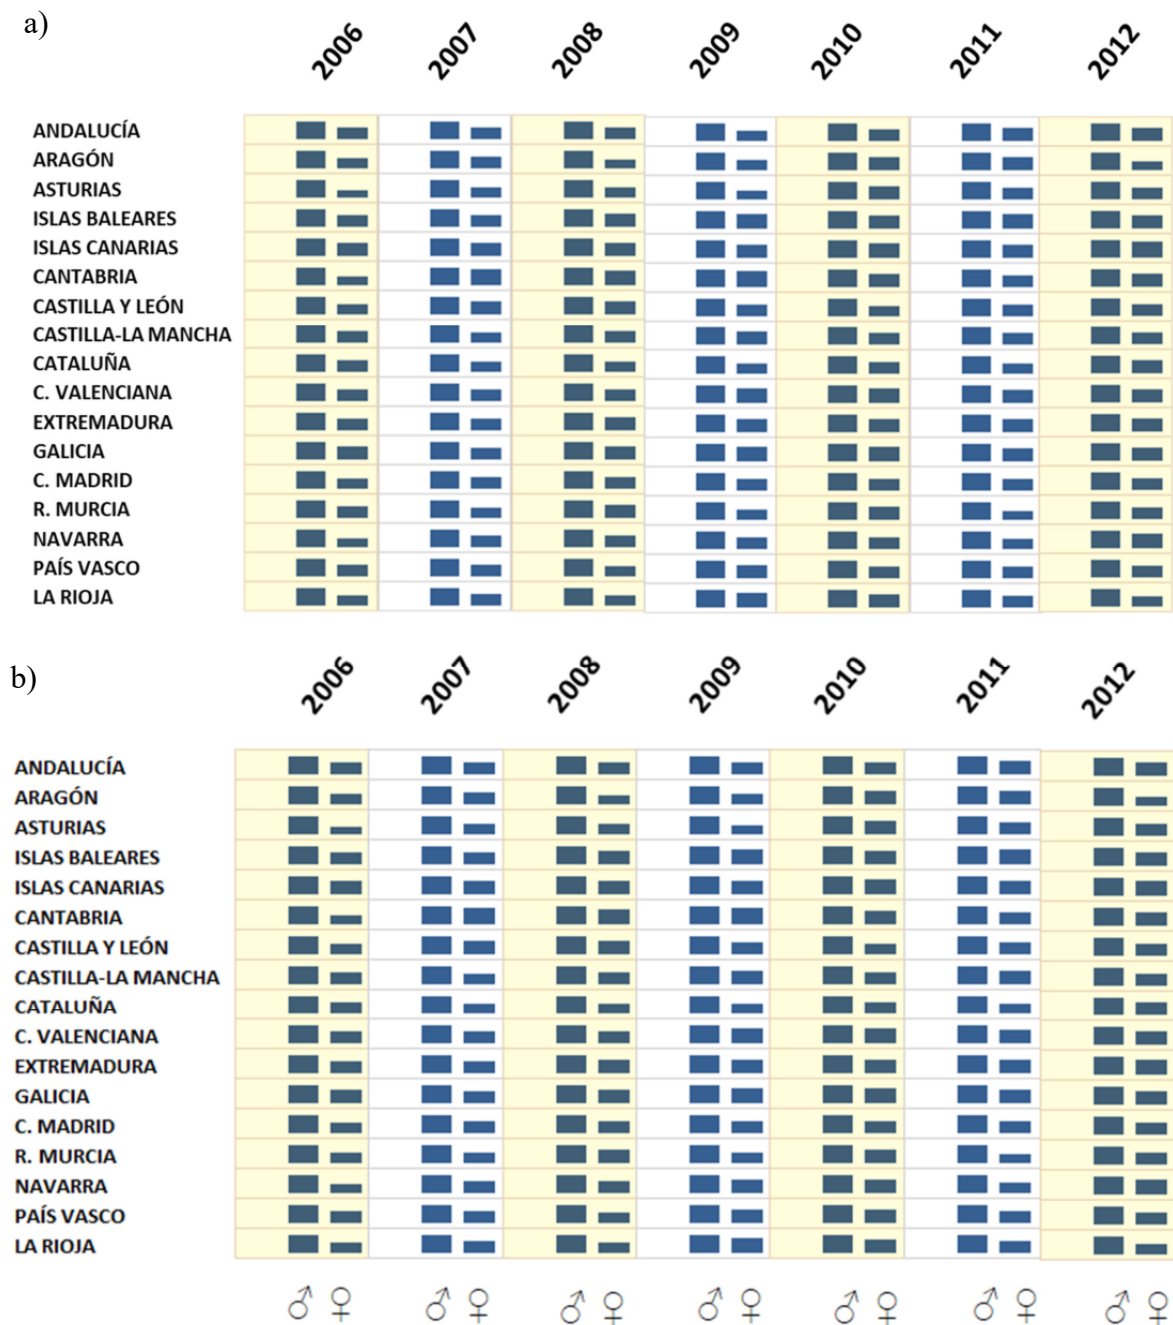 a)
2006 2007 2008 2009 2010 2011 2012
ANDALUCÍA
ARAGÓN
ASTURIAS
ISLAS BALEARES
ISLAS CANARIAS
CANTABRIA
CASTILLA Y LEÓN
CASTILLA-LA MANCHA
CATALUÑA
C. VALENCIANA
EXTREMADURA
GALICIA
C. MADRID
R. MURCIA
NAVARRA
PAÍS VASCO
LA RIOJA
b)
2006 2007 2008 2009 2010 2011 2012
ANDALUCÍA
ARAGÓN
ASTURIAS
ISLAS BALEARES
ISLAS CANARIAS
CANTABRIA
CASTILLA Y LEÓN
CASTILLA-LA MANCHA
CATALUÑA
C. VALENCIANA
EXTREMADURA
GALICIA
C. MADRID
R. MURCIA
NAVARRA
PAÍS VASCO
LA RIOJA
♂ ♀ ♂ ♀ ♂ ♀ ♂ ♀ ♂ ♀ ♂ ♀ ♂ ♀